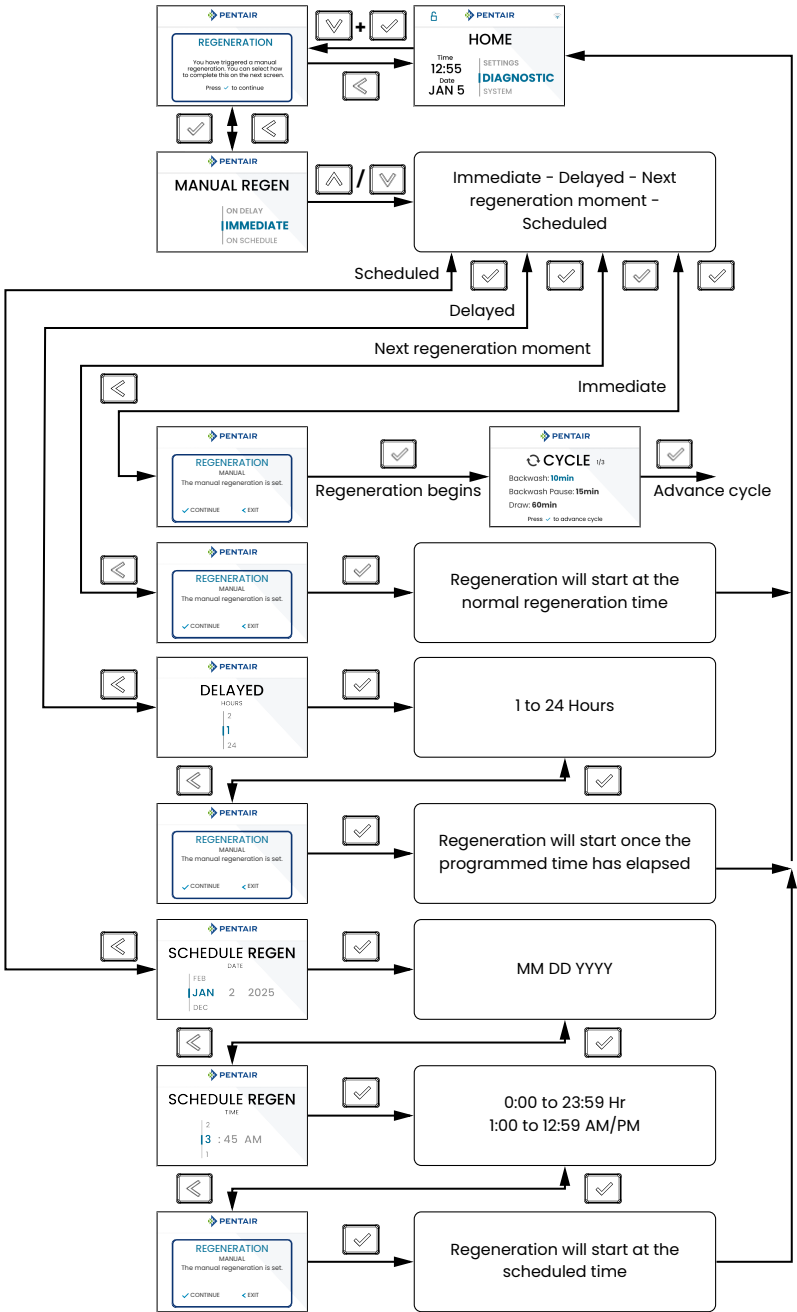 PENTAIR
REGENERATION
You have triggered a manual
regeneration. You can select how
to complete this on the next screen.
Press ✓ to continue
+
PENTAIR
HOME
Time
12:55
Date
JAN 5
SETTINGS
DIAGNOSTIC
SYSTEM
PENTAIR
MANUAL REGEN
ON DELAY
IMMEDIATE
ON SCHEDULE
/
Immediate - Delayed - Next
regeneration moment -
Scheduled
Scheduled
Delayed
Next regeneration moment
Immediate
PENTAIR
REGENERATION
MANUAL
The manual regeneration is set.
✓ CONTINUE < EXIT
Regeneration begins
PENTAIR
CYCLE 1/3
Backwash: 10min
Backwash Pause: 15min
Draw: 60min
Press ✓ to advance cycle
Advance cycle
PENTAIR
REGENERATION
MANUAL
The manual regeneration is set.
✓ CONTINUE < EXIT
Regeneration will start at the
normal regeneration time
PENTAIR
DELAYED
HOURS
2
1
24
1 to 24 Hours
PENTAIR
REGENERATION
MANUAL
The manual regeneration is set.
✓ CONTINUE < EXIT
Regeneration will start once the
programmed time has elapsed
PENTAIR
SCHEDULE REGEN
DATE
FEB
JAN 2 2025
DEC
MM DD YYYY
PENTAIR
SCHEDULE REGEN
TIME
2
3 : 45 AM
1
0:00 to 23:59 Hr
1:00 to 12:59 AM/PM
PENTAIR
REGENERATION
MANUAL
The manual regeneration is set.
✓ CONTINUE < EXIT
Regeneration will start at the
scheduled time